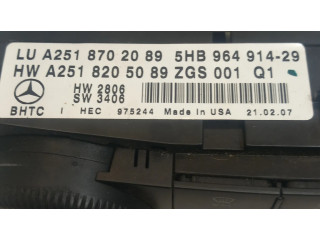 LU A251 870 20 89 5HB 964 914-29
HW A251 820 50 89 ZGS 001 Q1
HW 2806
SW 3406
BHTC I HEC 975244 Made in USA 21.02.07